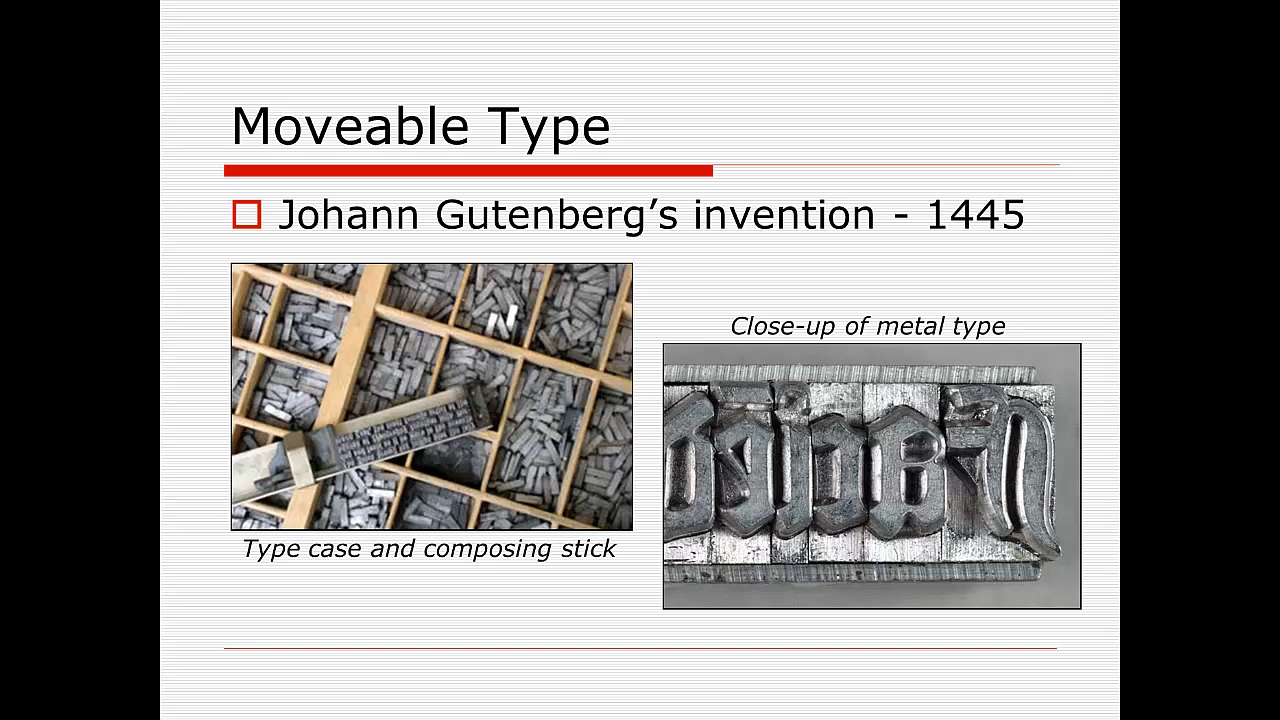 Moveable Type
Johann Gutenberg’s invention - 1445
Close-up of metal type
Type case and composing stick